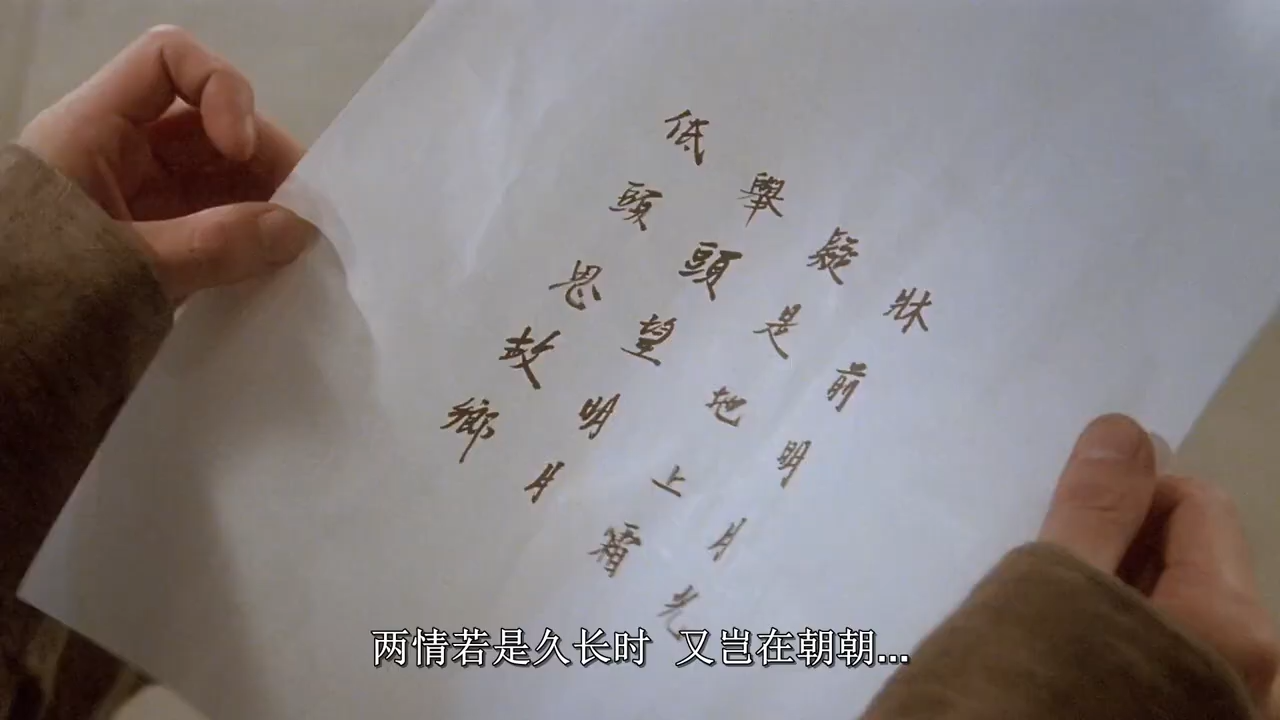 牀前明月光
疑是地上霜
舉頭望明月
低頭思故鄉
两情若是久长时 又岂在朝朝...